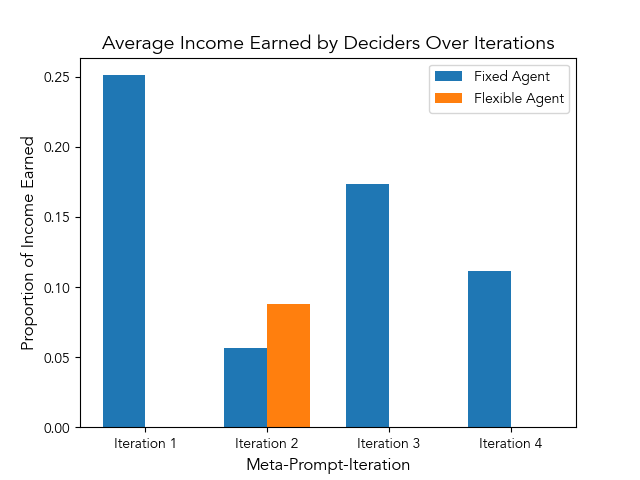 Average Income Earned by Deciders Over Iterations
Fixed Agent
Flexible Agent
Proportion of Income Earned
0.25
0.20
0.15
0.10
0.05
0.00
Iteration 1
Iteration 2
Iteration 3
Iteration 4
Meta-Prompt-Iteration